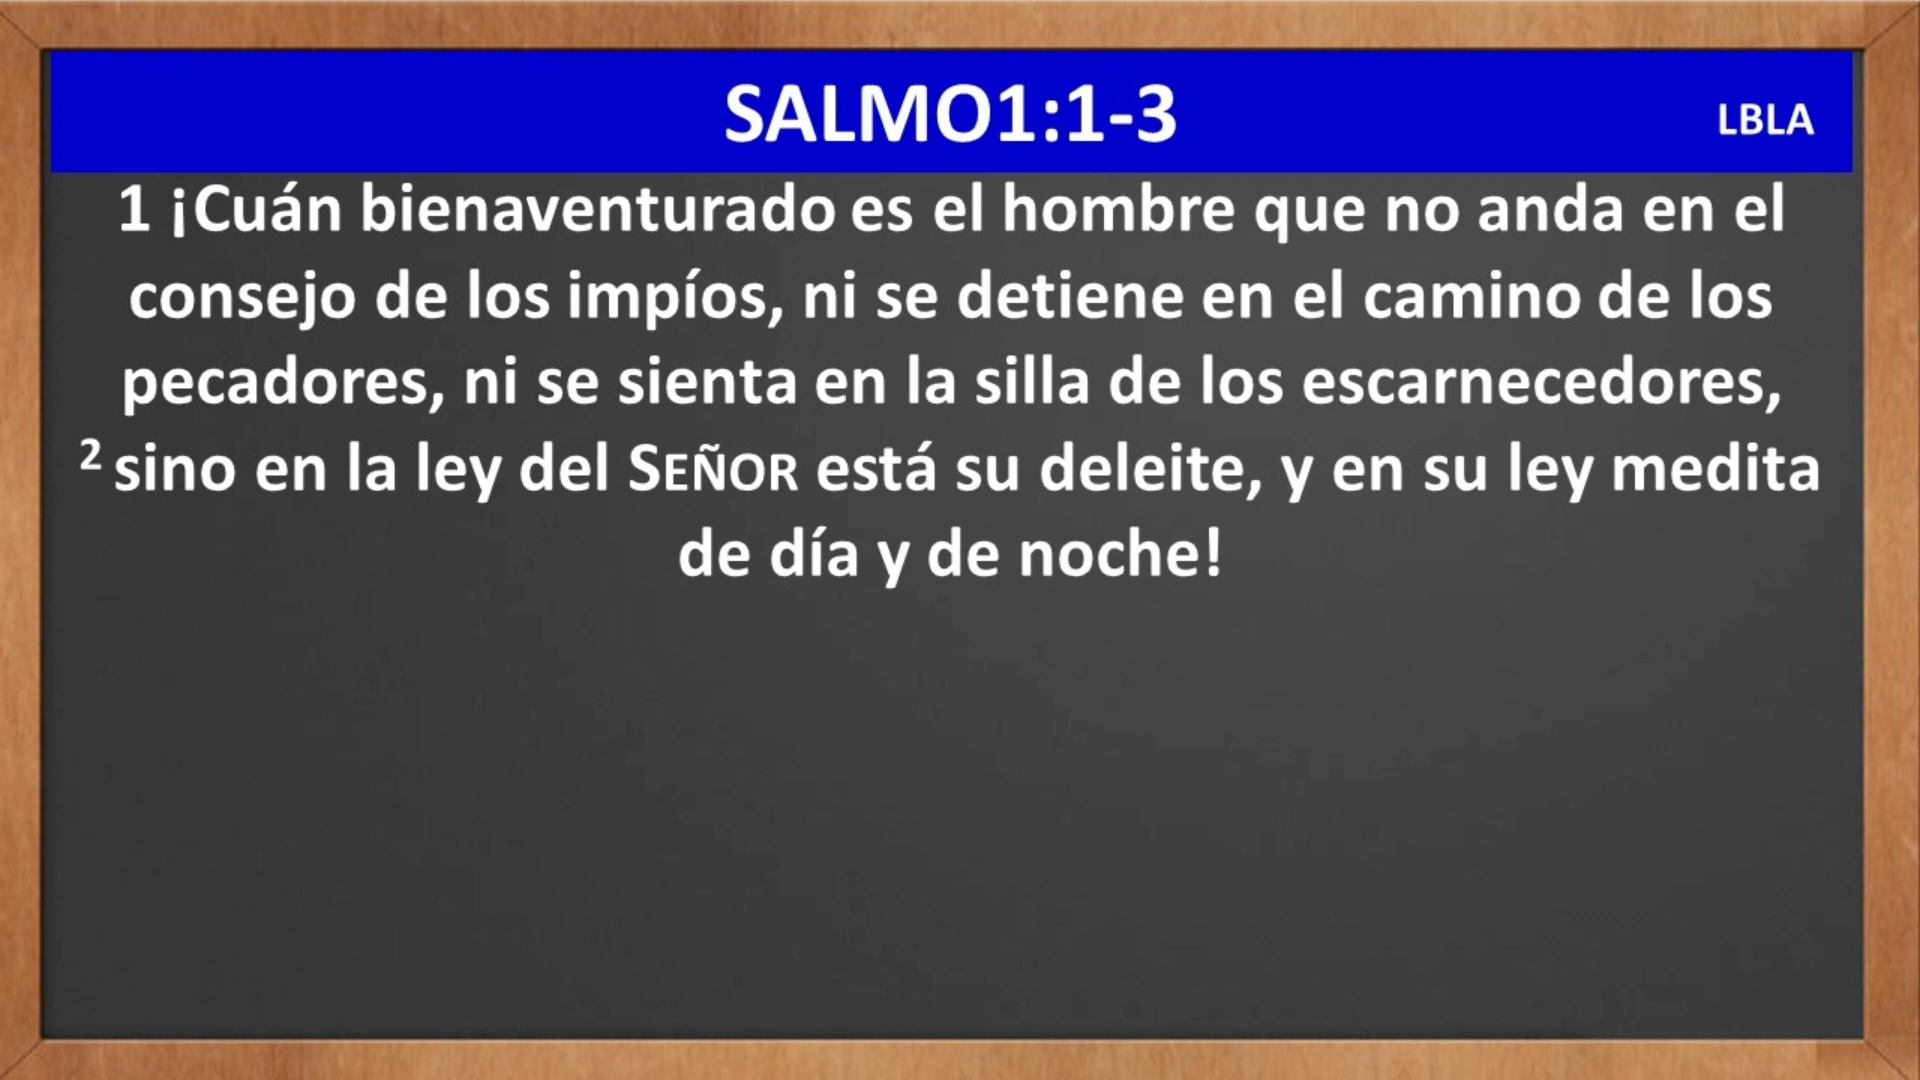 SALMO1:1-3 LBLA
1 ¡Cuán bienaventurado es el hombre que no anda en el
consejo de los impíos, ni se detiene en el camino de los
pecadores, ni se sienta en la silla de los escarnecedores,
² sino en la ley del SEÑOR está su deleite, y en su ley medita
de día y de noche!